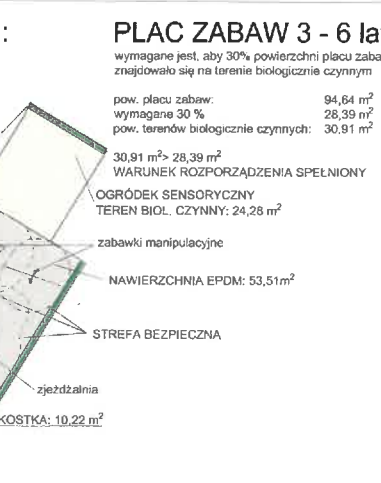 :
PLAC ZABAW 3 - 6 la
wymagane jest, aby 30% powierzchni placu zaba
znajdowało się na terenie biologicznie czynnym
pow. placu zabaw: 94,64 m²
wymagane 30 % 28,39 m²
pow. terenów biologicznie czynnych: 30,91 m²
30,91 m²> 28,39 m²
WARUNEK ROZPORZĄDZENIA SPEŁNIONY
OGRÓDEK SENSORYCZNY
TEREN BIOL. CZYNNY: 24,28 m²
zabawki manipulacyjne
NAWIERZCHNIA EPDM: 53,51m²
STREFA BEZPIECZNA
zjeżdżalnia
KOSTKA: 10,22 m²